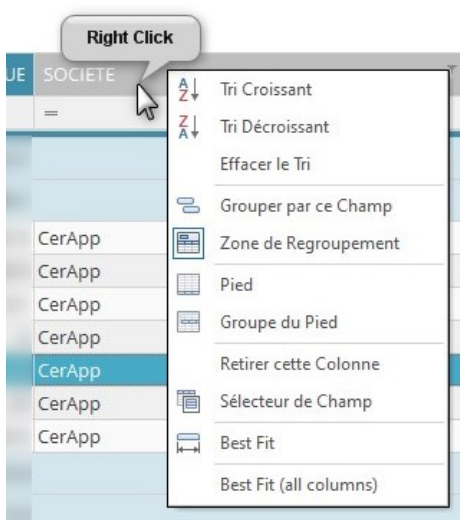 Right Click
UE SOCIETE
=
Tri Croissant
Tri Décroissant
Effacer le Tri
Grouper par ce Champ
Zone de Regroupement
Pied
Groupe du Pied
Retirer cette Colonne
Sélecteur de Champ
Best Fit
Best Fit (all columns)
CerApp
CerApp
CerApp
CerApp
CerApp
CerApp
CerApp